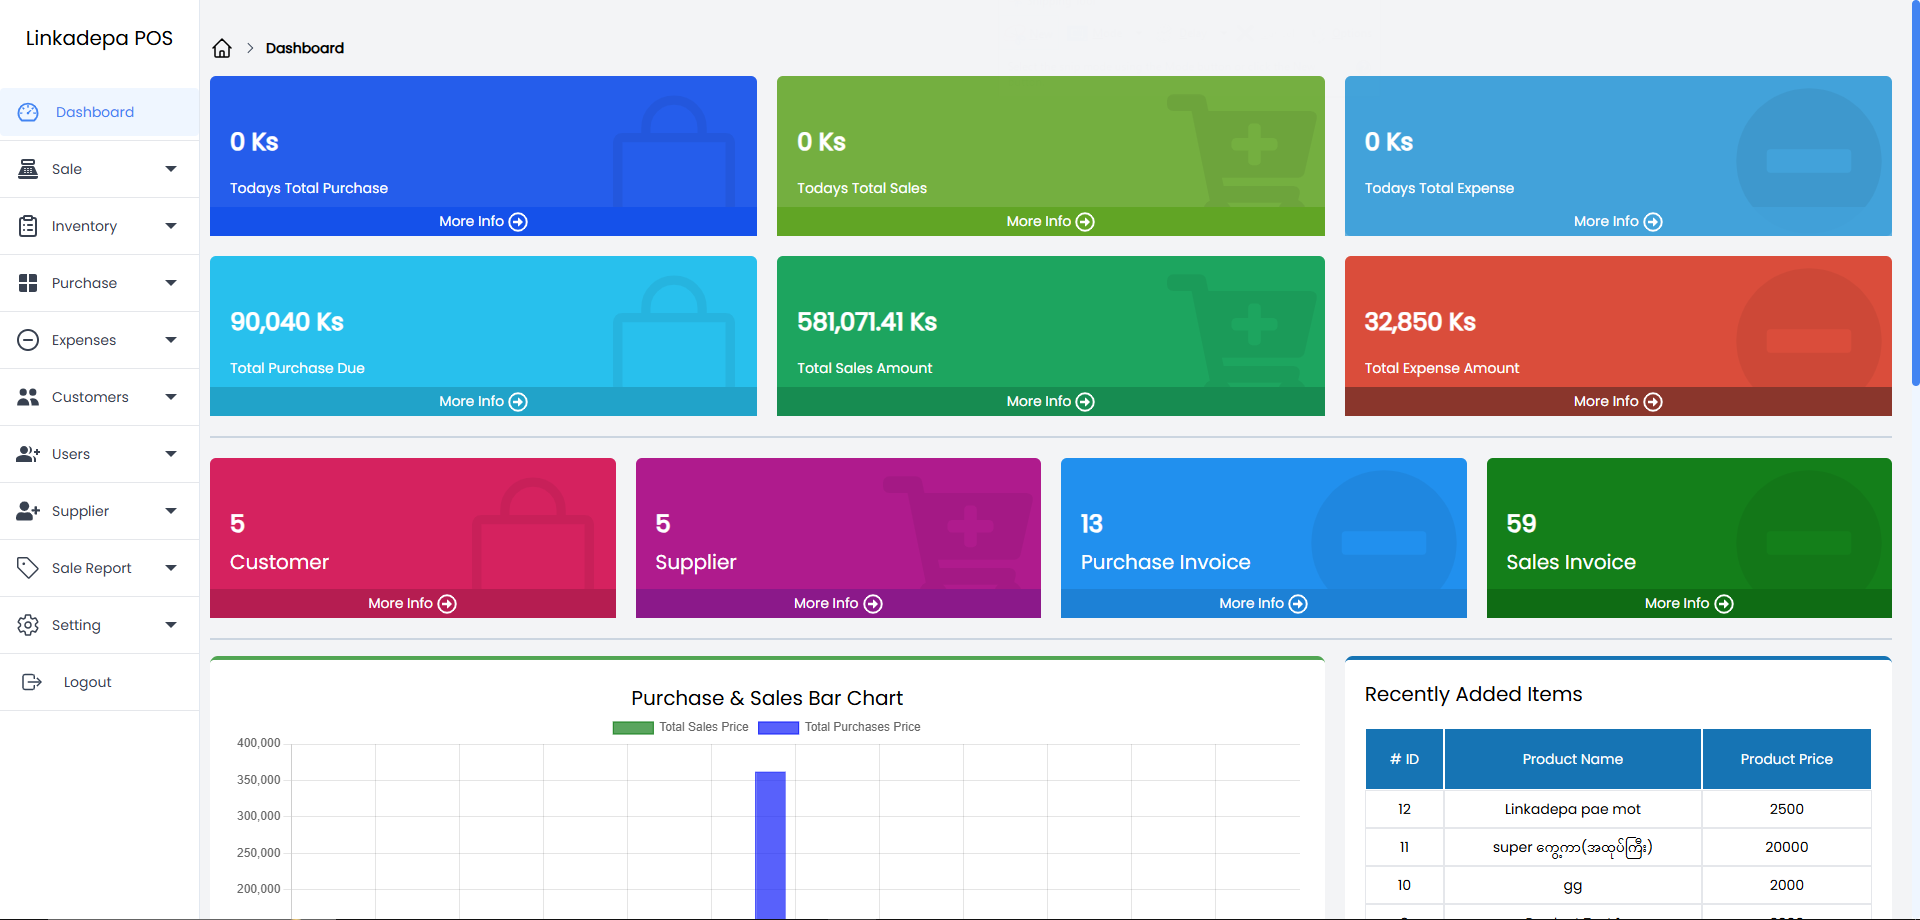 Linkadepa POS
Dashboard
Sale
Inventory
Purchase
Expenses
Customers
Users
Supplier
Sale Report
Setting
Logout
Dashboard
0 Ks
Todays Total Purchase
More Info
0 Ks
Todays Total Sales
More Info
0 Ks
Todays Total Expense
More Info
90,040 Ks
Total Purchase Due
More Info
581,071.41 Ks
Total Sales Amount
More Info
32,850 Ks
Total Expense Amount
More Info
5
Customer
More Info
5
Supplier
More Info
13
Purchase Invoice
More Info
59
Sales Invoice
More Info
Purchase & Sales Bar Chart
Total Sales Price Total Purchases Price
400,000
350,000
300,000
250,000
200,000
Recently Added Items
# ID Product Name Product Price
12 Linkadepa pae mot 2500
11 super ကွေ့ကာ(အထုပ်ကြီး) 20000
10 gg 2000